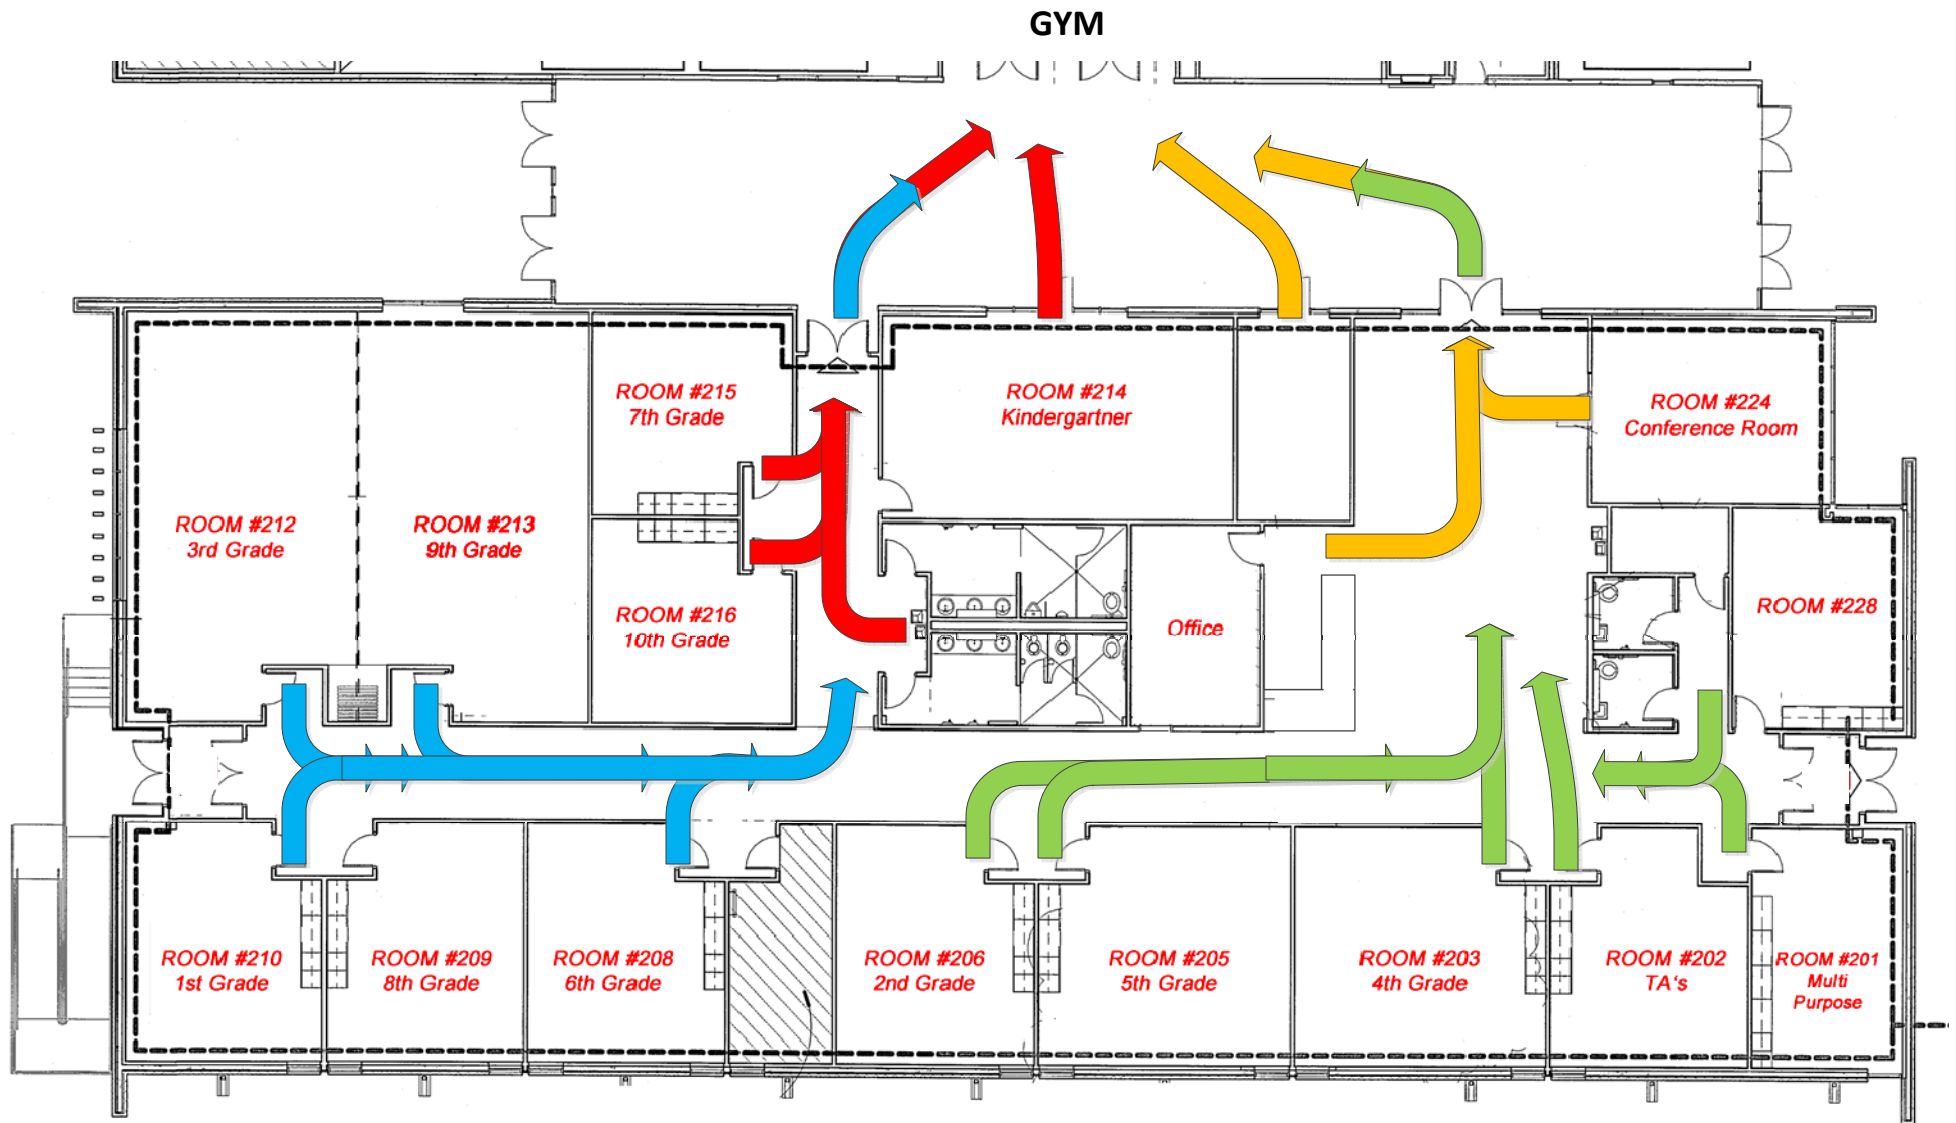 GYM
ROOM #215
7th Grade
ROOM #214
Kindergartner
ROOM #224
Conference Room
ROOM #212
3rd Grade
ROOM #213
9th Grade
ROOM #216
10th Grade
Office
ROOM #228
ROOM #210
1st Grade
ROOM #209
8th Grade
ROOM #208
6th Grade
ROOM #206
2nd Grade
ROOM #205
5th Grade
ROOM #203
4th Grade
ROOM #202
TA's
ROOM #201
Multi
Purpose